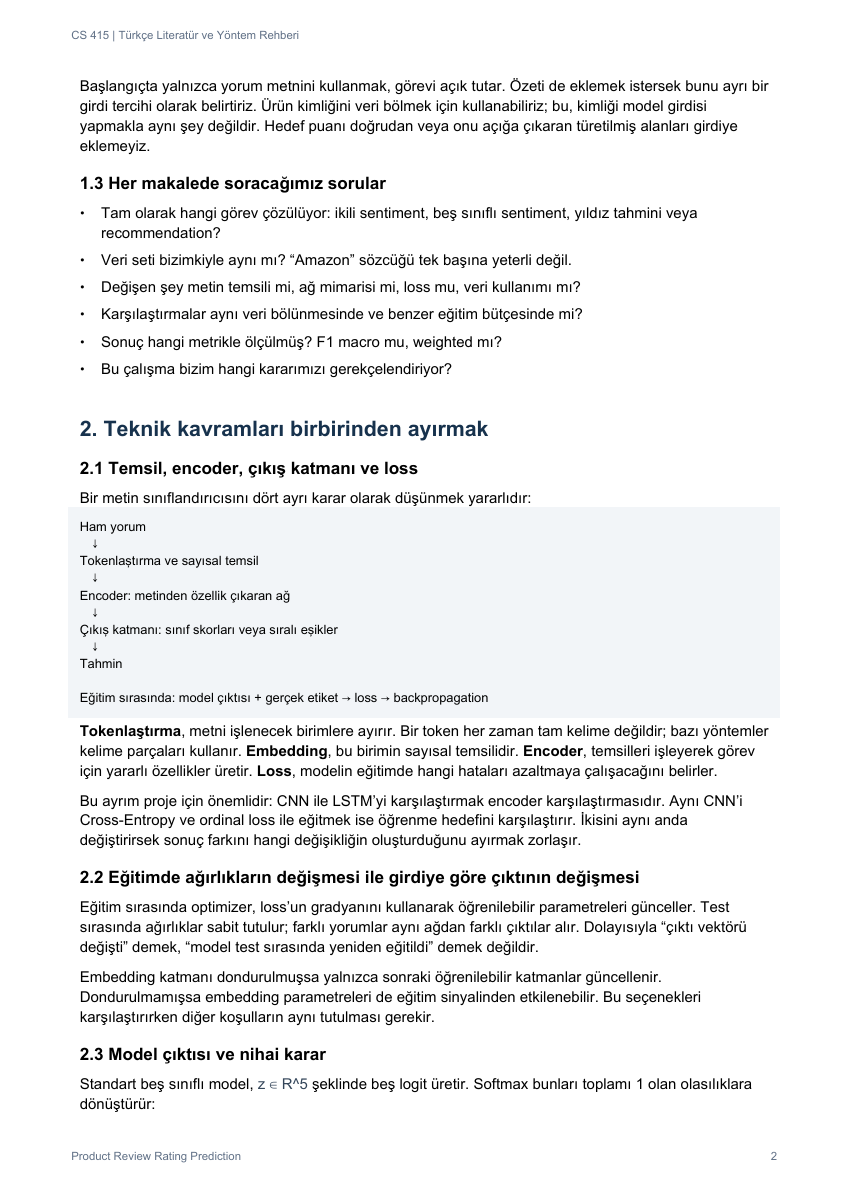 CS 415 | Türkçe Literatür ve Yöntem Rehberi
Başlangıçta yalnızca yorum metnini kullanmak, görevi açık tutar. Özeti de eklemek istersek bunu ayrı bir
girdi tercihi olarak belirtiriz. Ürün kimliğini veri bölmek için kullanabiliriz; bu, kimliği model girdisi
yapmakla aynı şey değildir. Hedef puanı doğrudan veya onu açığa çıkaran türetilmiş alanları girdiye
eklemeyiz.
1.3 Her makalede soracağımız sorular
• Tam olarak hangi görev çözülüyor: ikili sentiment, beş sınıflı sentiment, yıldız tahmini veya
recommendation?
• Veri seti bizimkiyle aynı mı? “Amazon” sözcüğü tek başına yeterli değil.
• Değişen şey metin temsili mi, ağ mimarisi mi, loss mu, veri kullanımı mı?
• Karşılaştırmalar aynı veri bölünmesinde ve benzer eğitim bütçesinde mi?
• Sonuç hangi metrikle ölçülmüş? F1 macro mu, weighted mı?
• Bu çalışma bizim hangi kararımızı gerekçelendiriyor?
2. Teknik kavramları birbirinden ayırmak
2.1 Temsil, encoder, çıkış katmanı ve loss
Bir metin sınıflandırıcısını dört ayrı karar olarak düşünmek yararlıdır:
Ham yorum
↓
Tokenlaştırma ve sayısal temsil
↓
Encoder: metinden özellik çıkaran ağ
↓
Çıkış katmanı: sınıf skorları veya sıralı eşikler
↓
Tahmin
Eğitim sırasında: model çıktısı + gerçek etiket → loss → backpropagation
Tokenlaştırma, metni işlenecek birimlere ayırır. Bir token her zaman tam kelime değildir; bazı yöntemler
kelime parçaları kullanır. Embedding, bu birimin sayısal temsilidir. Encoder, temsilleri işleyerek görev
için yararlı özellikler üretir. Loss, modelin eğitimde hangi hataları azaltmaya çalışacağını belirler.
Bu ayrım proje için önemlidir: CNN ile LSTM’yi karşılaştırmak encoder karşılaştırmasıdır. Aynı CNN’i
Cross-Entropy ve ordinal loss ile eğitmek ise öğrenme hedefini karşılaştırır. İkisini aynı anda
değiştirirsek sonuç farkını hangi değişikliğin oluşturduğunu ayırmak zorlaşır.
2.2 Eğitimde ağırlıkların değişmesi ile girdiye göre çıktının değişmesi
Eğitim sırasında optimizer, loss’un gradyanını kullanarak öğrenilebilir parametreleri günceller. Test
sırasında ağırlıklar sabit tutulur; farklı yorumlar aynı ağdan farklı çıktılar alır. Dolayısıyla “çıktı vektörü
değişti” demek, “model test sırasında yeniden eğitildi” demek değildir.
Embedding katmanı dondurulmuşsa yalnızca sonraki öğrenilebilir katmanlar güncellenir.
Dondurulmamışsa embedding parametreleri de eğitim sinyalinden etkilenebilir. Bu seçenekleri
karşılaştırırken diğer koşulların aynı tutulması gerekir.
2.3 Model çıktısı ve nihai karar
Standart beş sınıflı model, z ∈ R^5 şeklinde beş logit üretir. Softmax bunları toplamı 1 olan olasılıklara
dönüştürür:
Product Review Rating Prediction
2